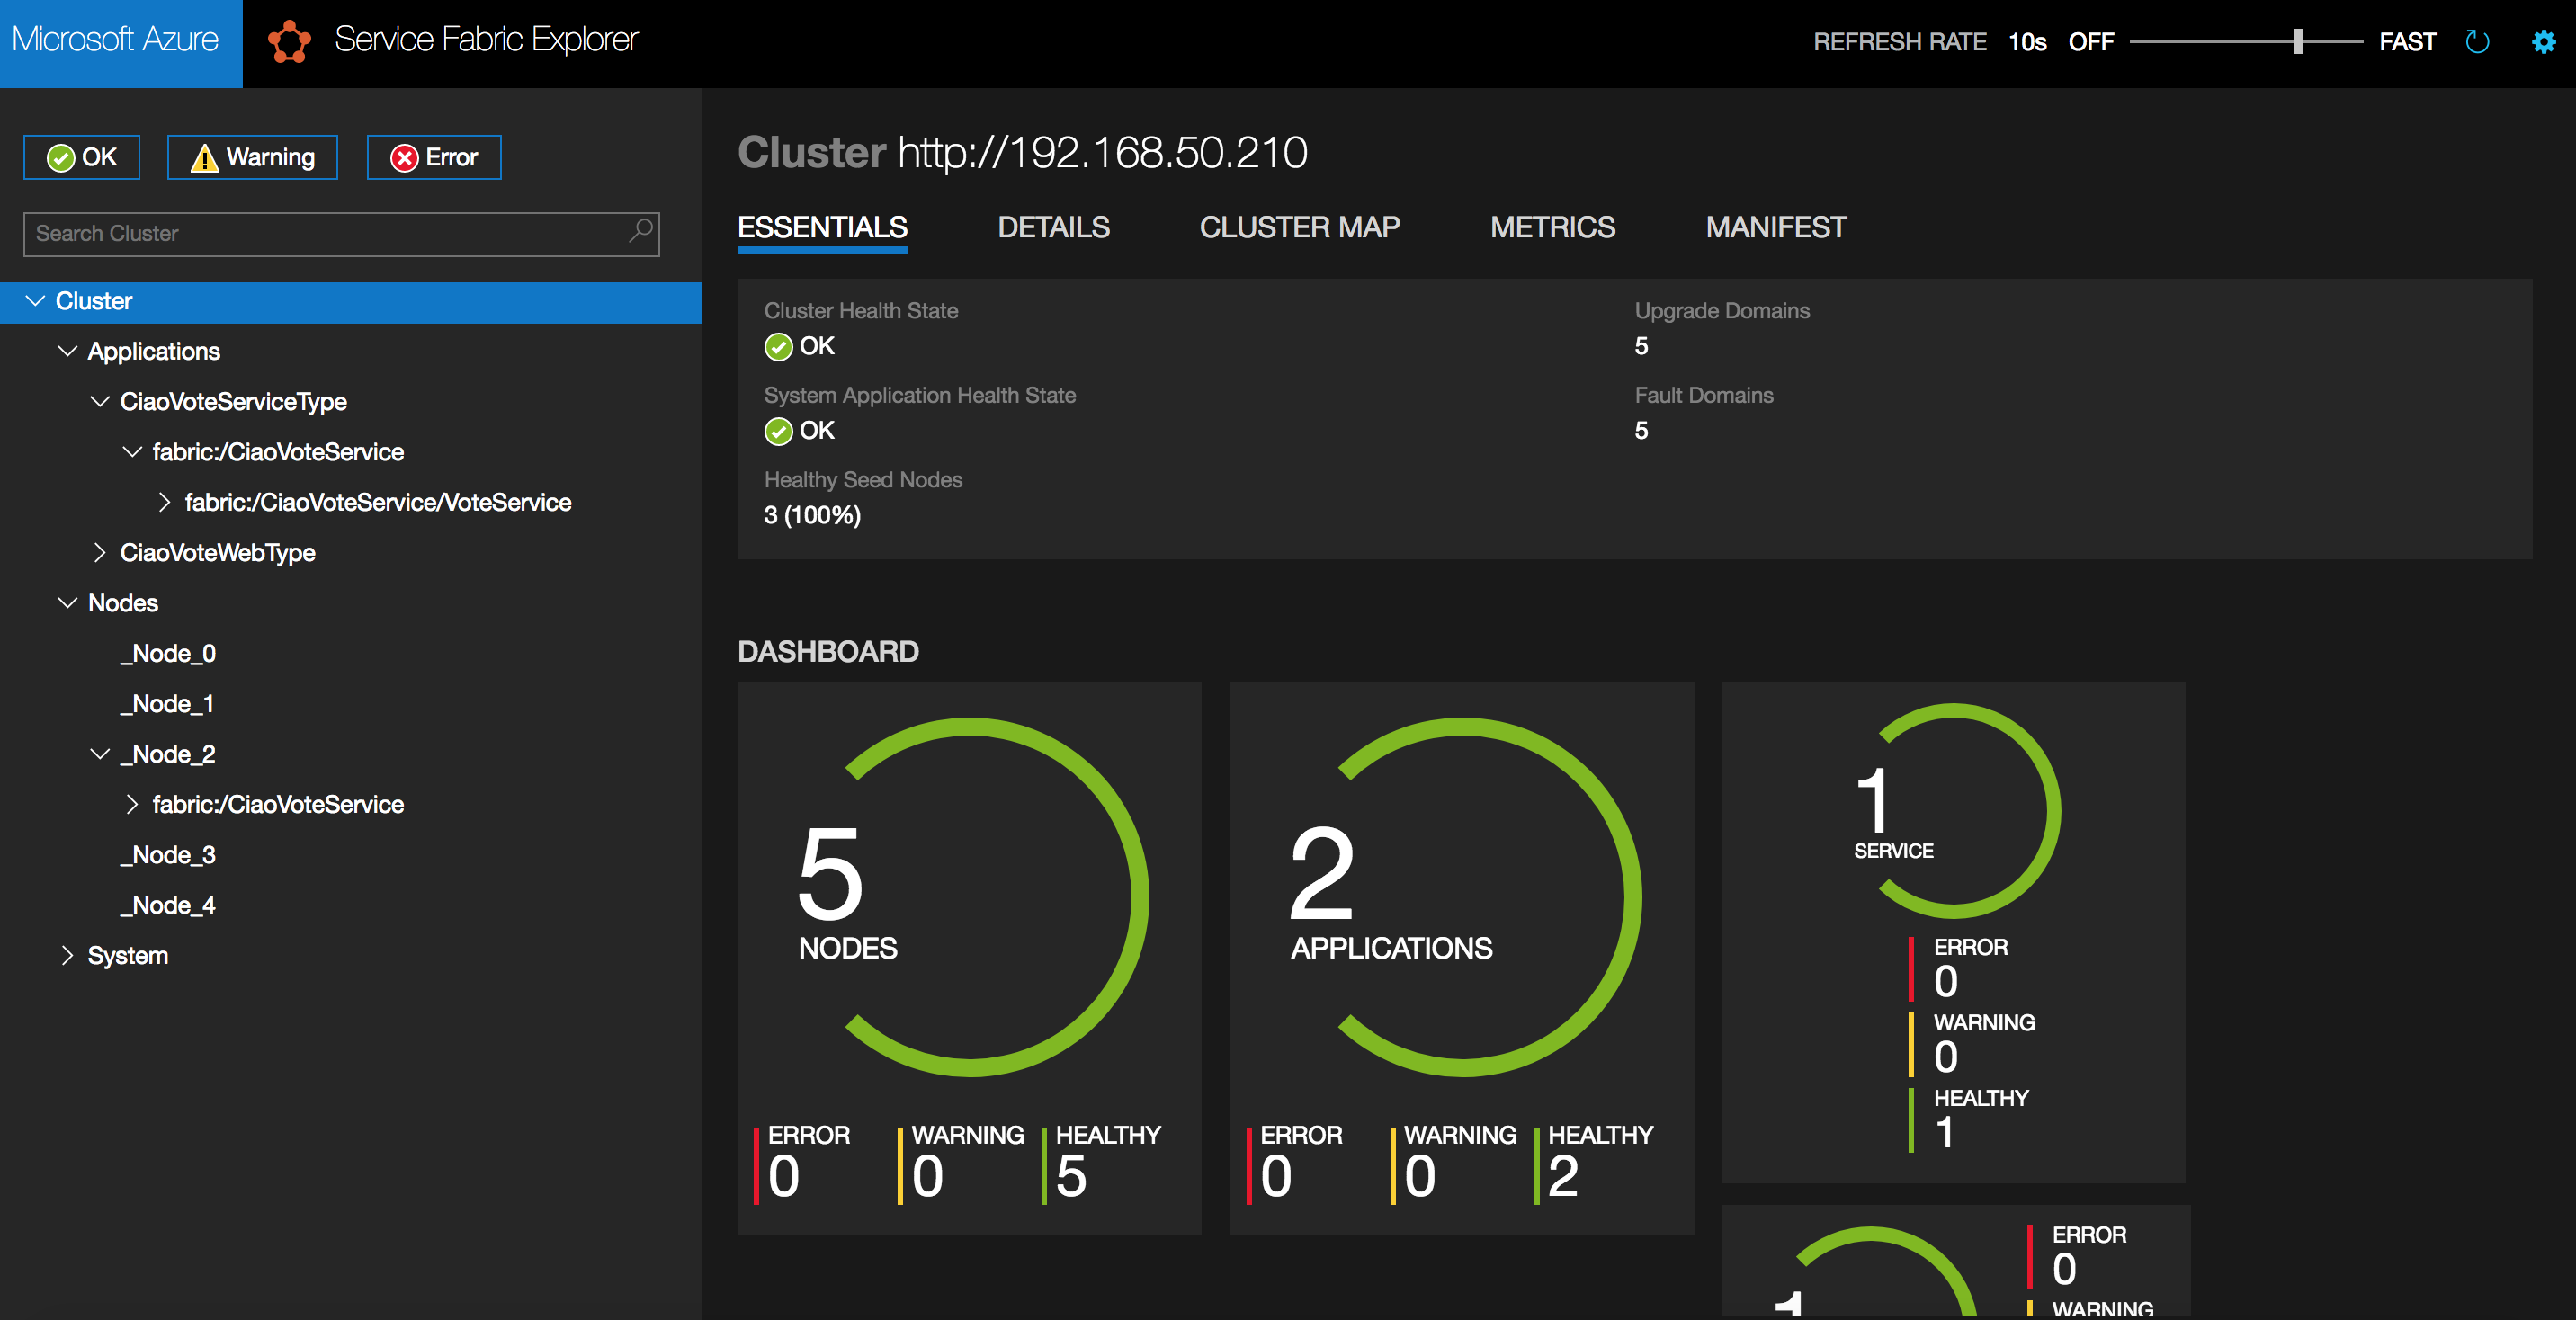 Microsoft Azure
Service Fabric Explorer
REFRESH RATE 10s OFF FAST
OK
Warning
Error
Search Cluster
Cluster
Applications
CiaoVoteServiceType
fabric:/CiaoVoteService
fabric:/CiaoVoteService/VoteService
CiaoVoteWebType
Nodes
_Node_0
_Node_1
_Node_2
fabric:/CiaoVoteService
_Node_3
_Node_4
System
Cluster http://192.168.50.210
ESSENTIALS
DETAILS
CLUSTER MAP
METRICS
MANIFEST
Cluster Health State
OK
System Application Health State
OK
Healthy Seed Nodes
3 (100%)
Upgrade Domains
5
Fault Domains
5
DASHBOARD
5
NODES
ERROR
0
WARNING
0
HEALTHY
5
2
APPLICATIONS
ERROR
0
WARNING
0
HEALTHY
2
1
SERVICE
ERROR
0
WARNING
0
HEALTHY
1
1
ERROR
0
WARNING